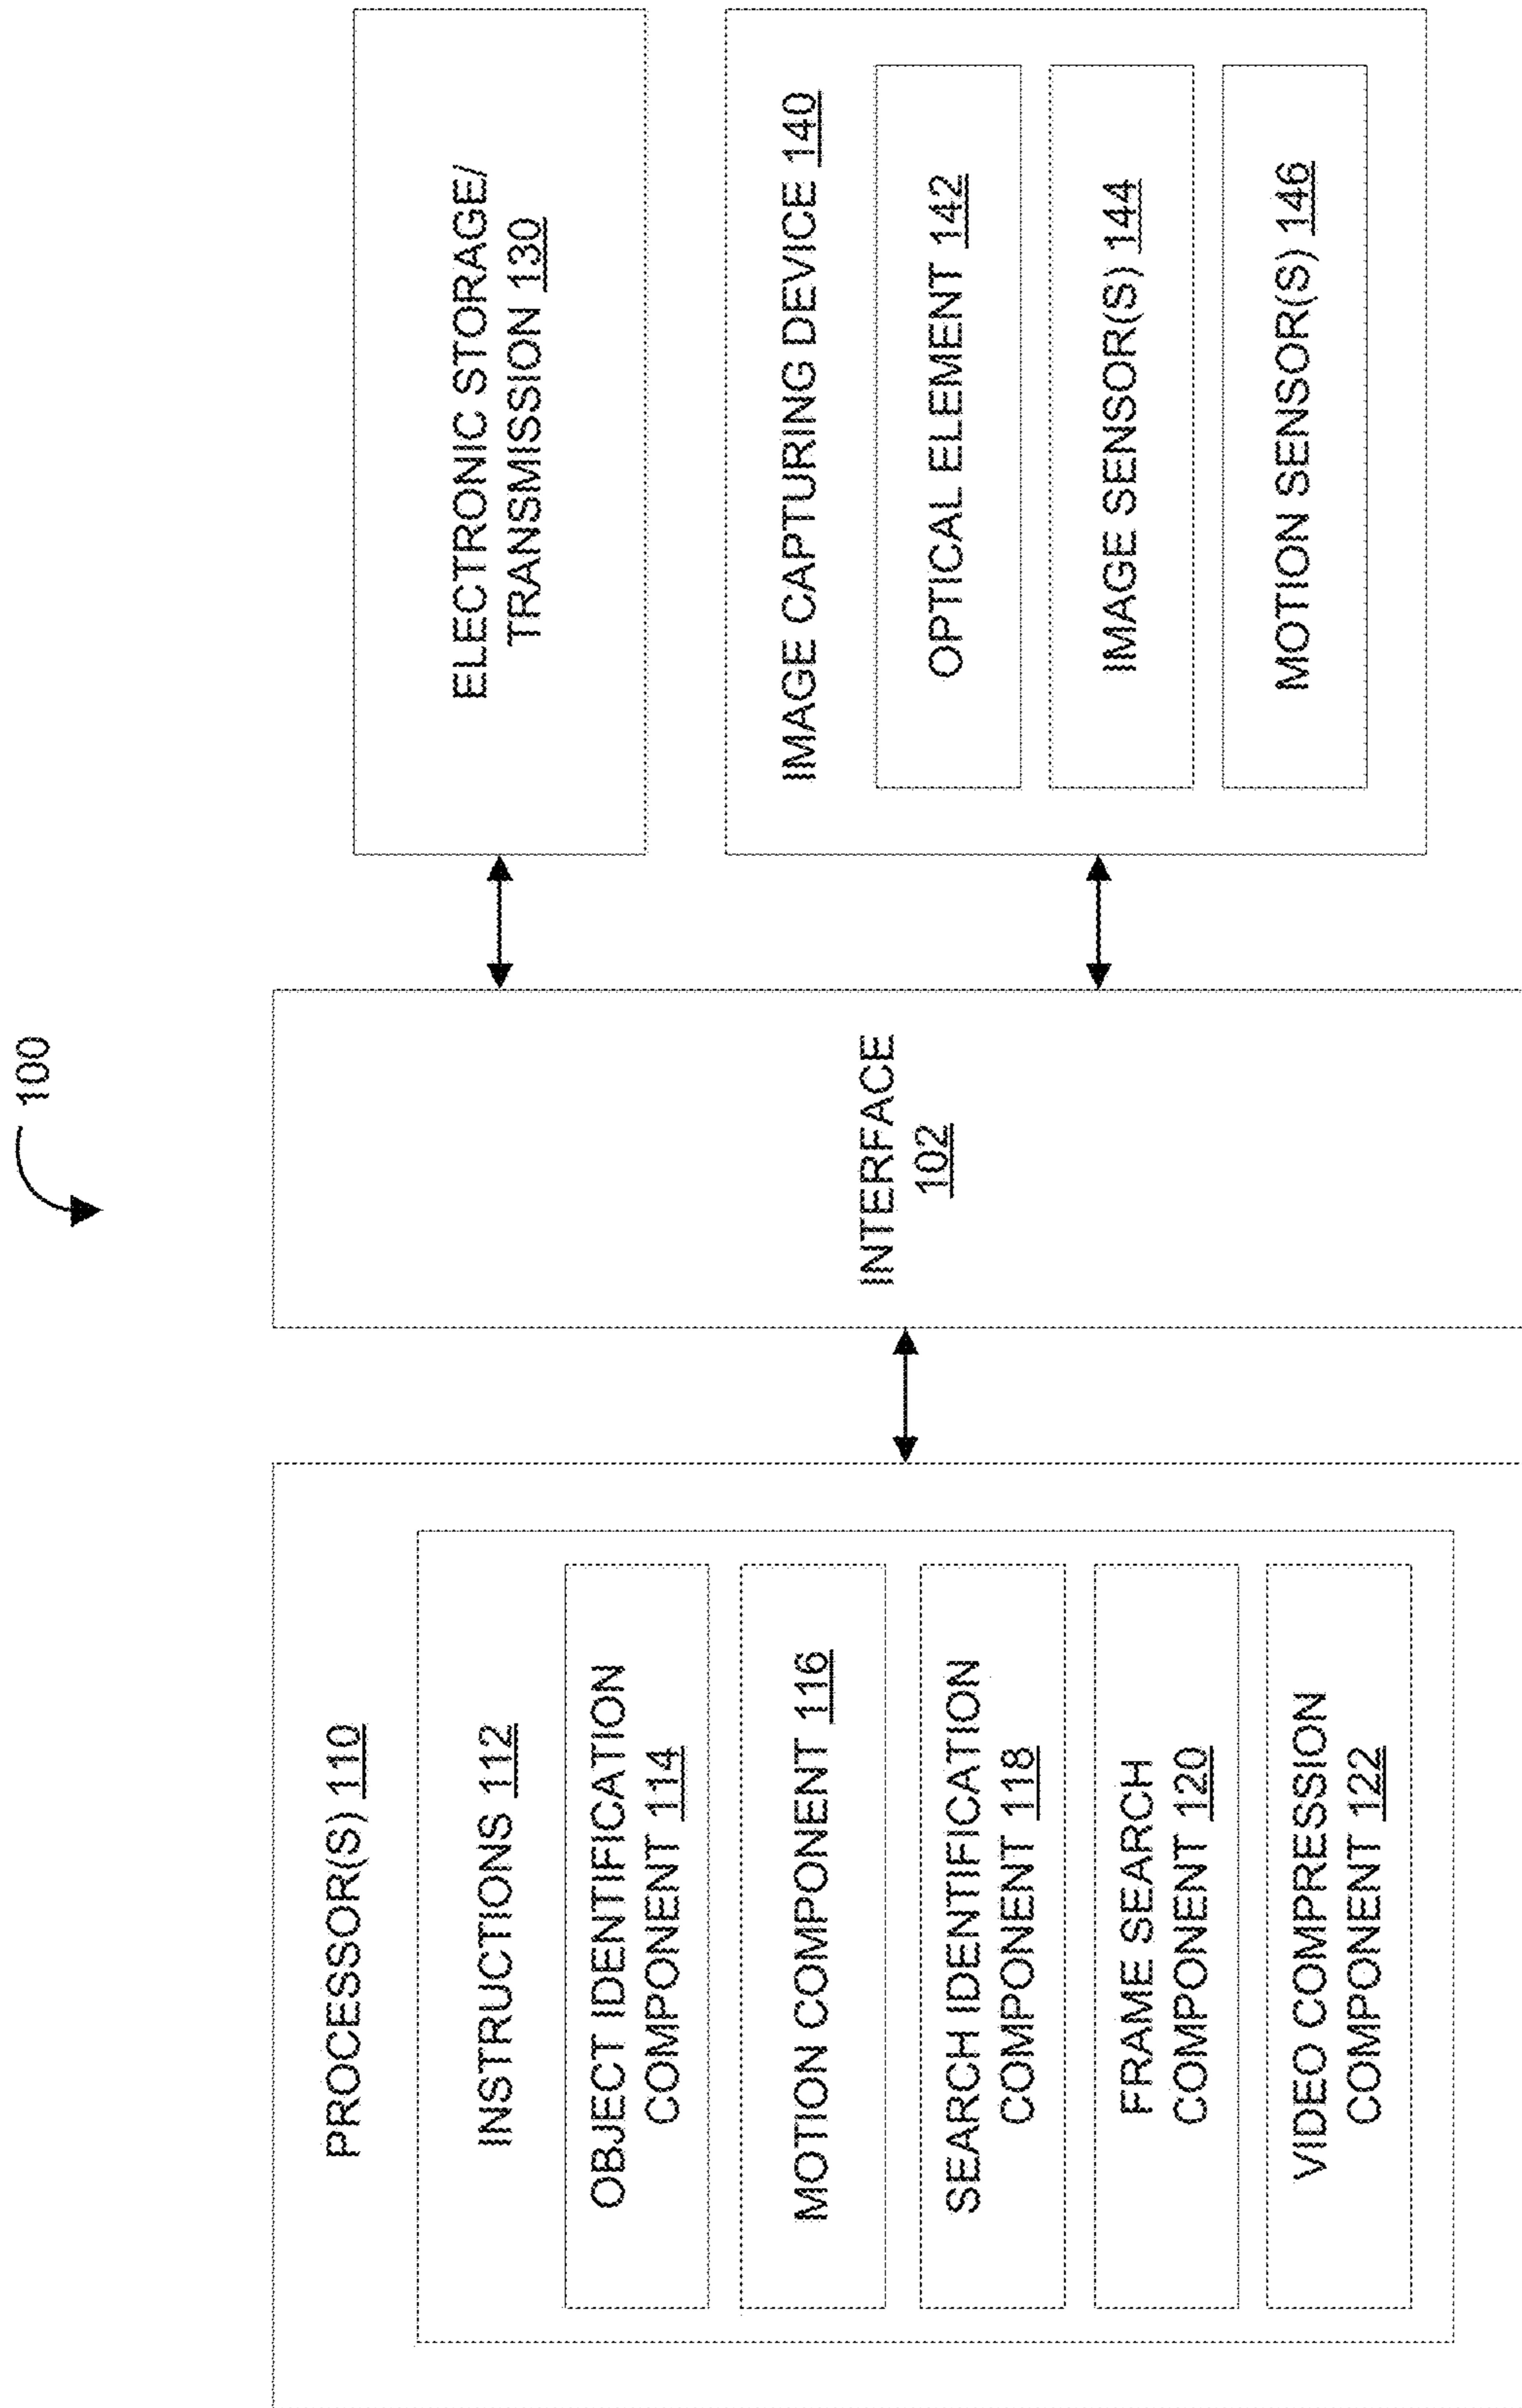 100
PROCESSOR(S) 110
INSTRUCTIONS 112
OBJECT IDENTIFICATION
COMPONENT 114
MOTION COMPONENT 116
SEARCH IDENTIFICATION
COMPONENT 118
FRAME SEARCH
COMPONENT 120
VIDEO COMPRESSION
COMPONENT 122
INTERFACE
102
ELECTRONIC STORAGE/
TRANSMISSION 130
IMAGE CAPTURING DEVICE 140
OPTICAL ELEMENT 142
IMAGE SENSOR(S) 144
MOTION SENSOR(S) 146